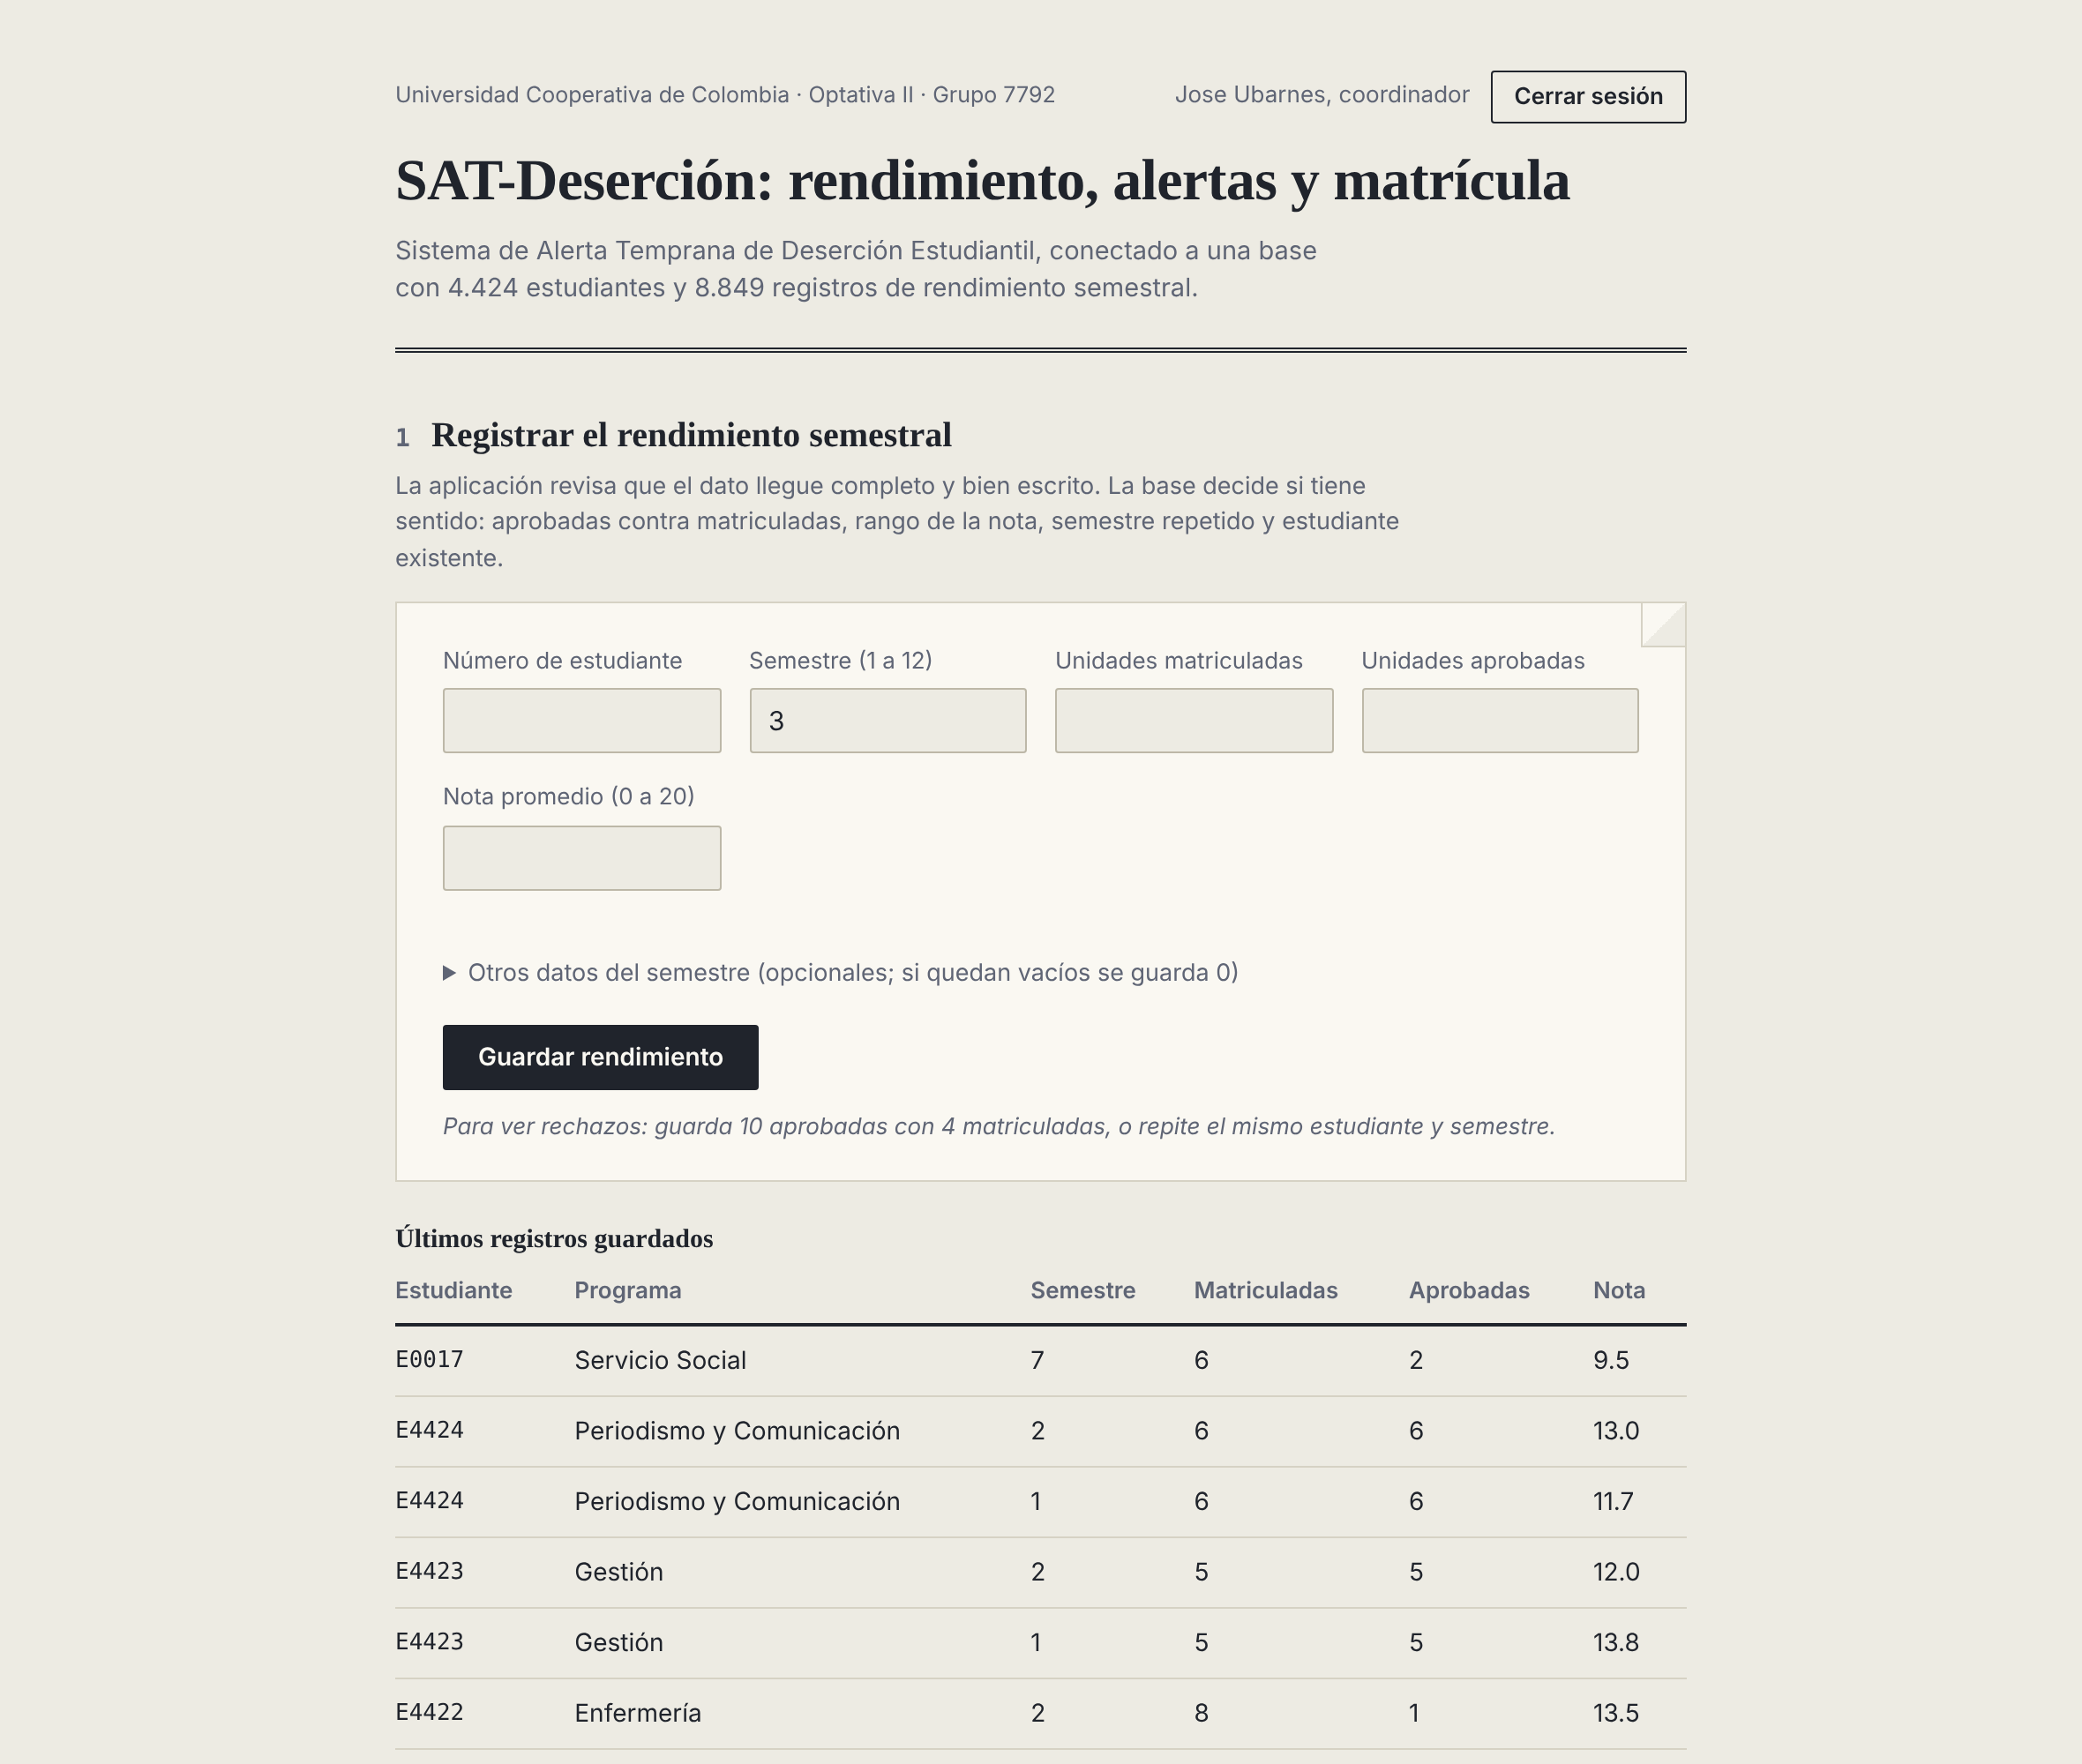 Universidad Cooperativa de Colombia · Optativa II · Grupo 7792
Jose Ubarnes, coordinador
Cerrar sesión
SAT-Deserción: rendimiento, alertas y matrícula
Sistema de Alerta Temprana de Deserción Estudiantil, conectado a una base
con 4.424 estudiantes y 8.849 registros de rendimiento semestral.
1 Registrar el rendimiento semestral
La aplicación revisa que el dato llegue completo y bien escrito. La base decide si tiene
sentido: aprobadas contra matriculadas, rango de la nota, semestre repetido y estudiante
existente.
Número de estudiante
Semestre (1 a 12)
Unidades matriculadas
Unidades aprobadas
3
Nota promedio (0 a 20)
Otros datos del semestre (opcionales; si quedan vacíos se guarda 0)
Guardar rendimiento
Para ver rechazos: guarda 10 aprobadas con 4 matriculadas, o repite el mismo estudiante y semestre.
Últimos registros guardados
Estudiante Programa Semestre Matriculadas Aprobadas Nota
E0017 Servicio Social 7 6 2 9.5
E4424 Periodismo y Comunicación 2 6 6 13.0
E4424 Periodismo y Comunicación 1 6 6 11.7
E4423 Gestión 2 5 5 12.0
E4423 Gestión 1 5 5 13.8
E4422 Enfermería 2 8 1 13.5